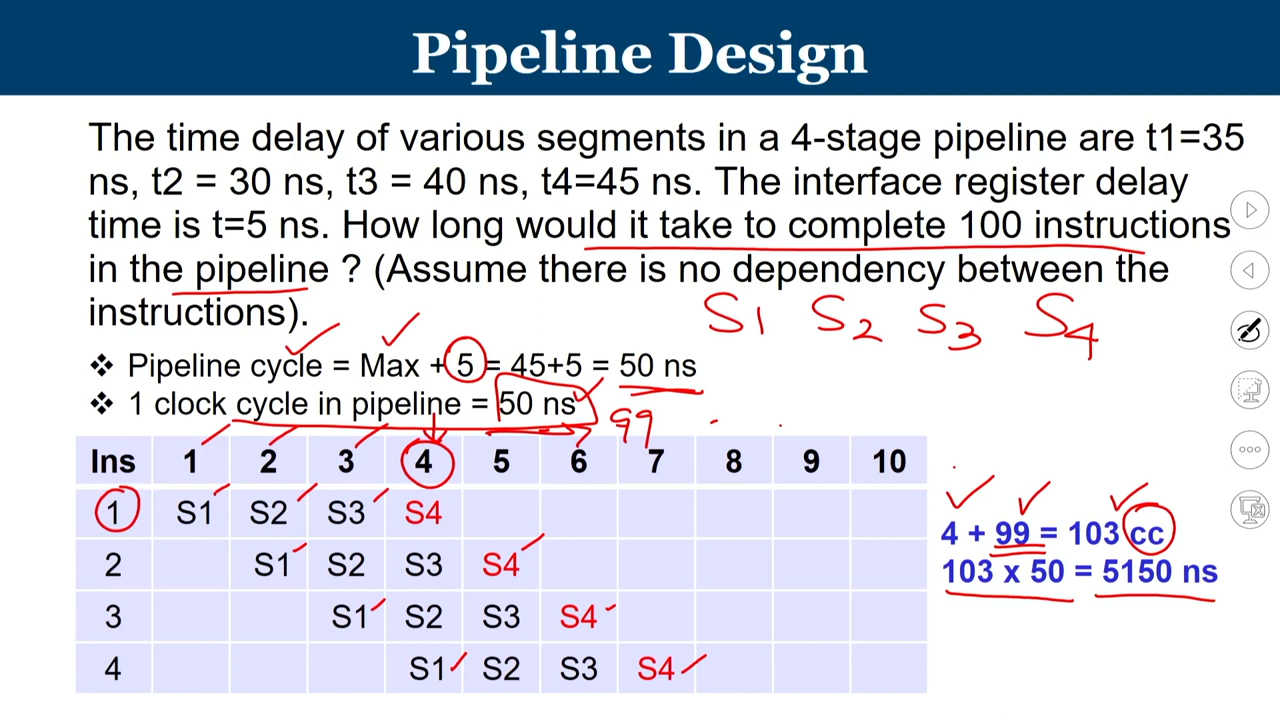 Pipeline Design
The time delay of various segments in a 4-stage pipeline are t1=35
ns, t2 = 30 ns, t3 = 40 ns, t4=45 ns. The interface register delay
time is t=5 ns. How long would it take to complete 100 instructions
in the pipeline ? (Assume there is no dependency between the
instructions).
S1 S2 S3 S4
❖ Pipeline cycle = Max + 5 = 45+5 = 50 ns
❖ 1 clock cycle in pipeline = 50 ns
99
Ins 1 2 3 4 5 6 7 8 9 10
1 S1 S2 S3 S4
2 S1 S2 S3 S4
3 S1 S2 S3 S4
4 S1 S2 S3 S4
4 + 99 = 103 cc
103 x 50 = 5150 ns